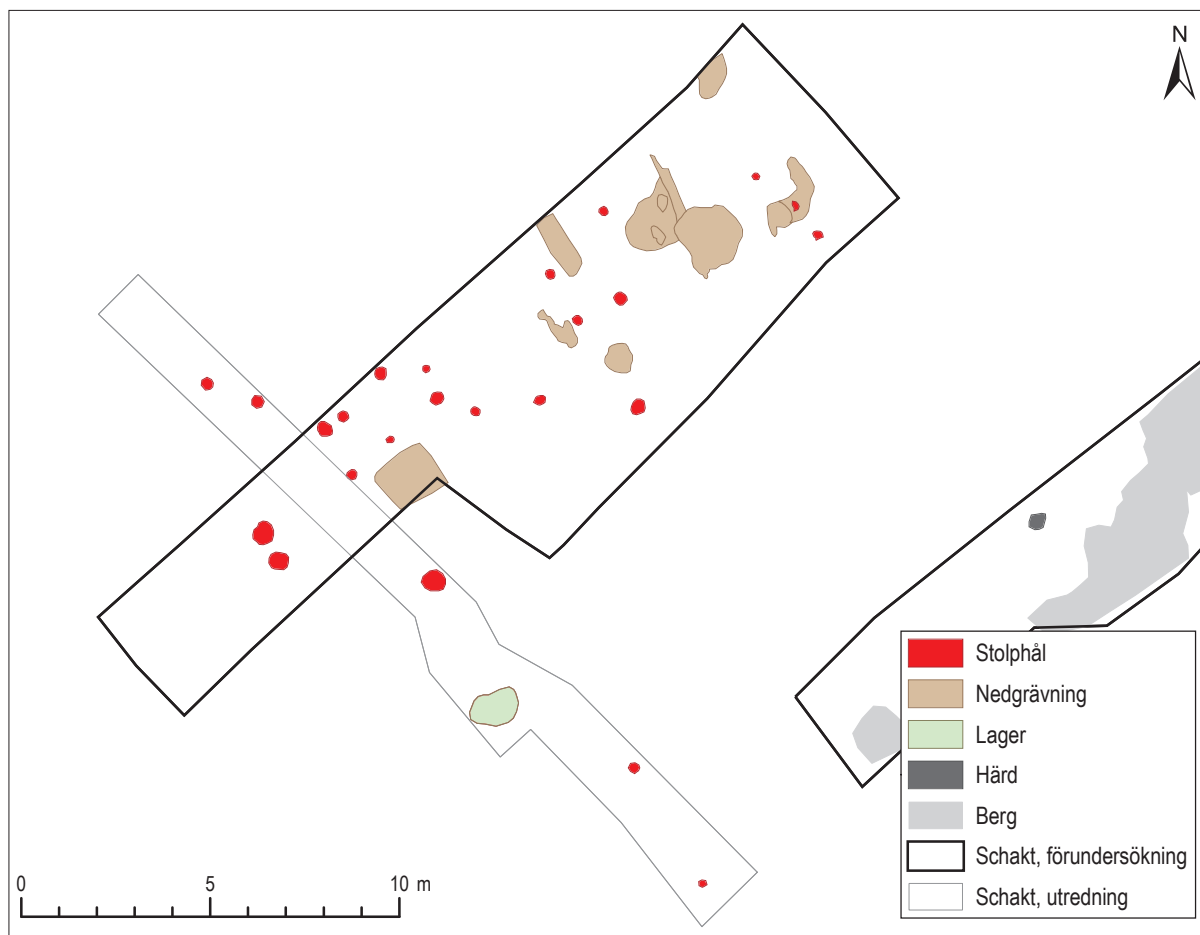 N
Stolphål
Nedgrävning
Lager
Härd
Berg
Schakt, förundersökning
Schakt, utredning
0 5 10 m